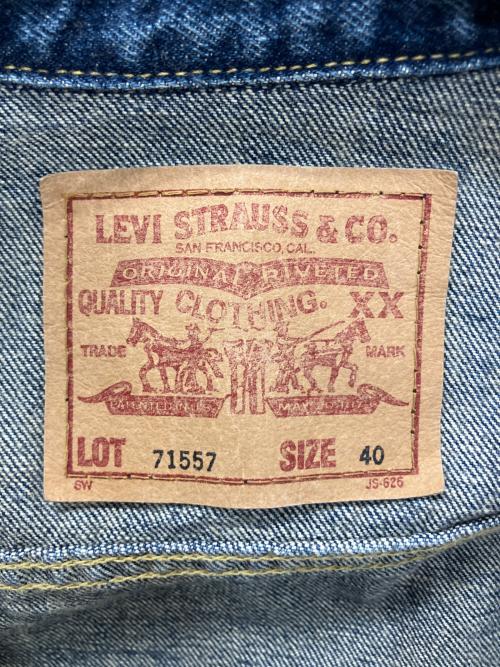 LEVI STRAUSS & CO.
SAN FRANCISCO, CAL.
ORIGINAL RIVETED
QUALITY CLOTHING. XX
TRADE MARK
LOT 71557 SIZE 40
SW JS-626